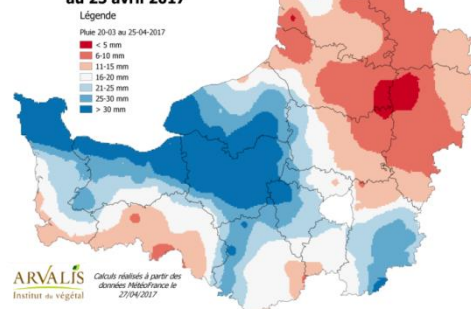 au 25 avril 2017
Légende
Pluie 20-03 au 25-04-2017
< 5 mm
6-10 mm
11-15 mm
16-20 mm
21-25 mm
25-30 mm
> 30 mm
ARVALIS
Institut du végétal
Calculs réalisés à partir des
données MétéoFrance le
27/04/2017